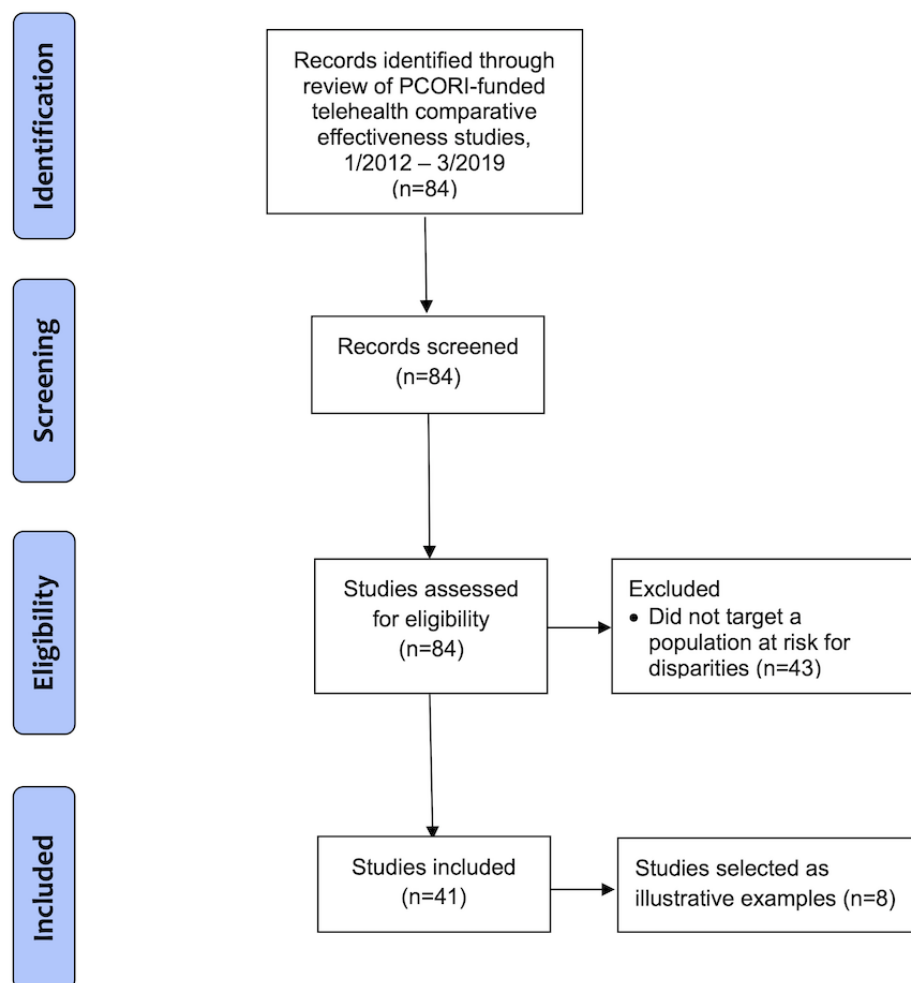 Identification
Records identified through
review of PCORI-funded
telehealth comparative
effectiveness studies,
1/2012 – 3/2019
(n=84)
Screening
Records screened
(n=84)
Eligibility
Studies assessed
for eligibility
(n=84)
Excluded
• Did not target a
population at risk for
disparities (n=43)
Included
Studies included
(n=41)
Studies selected as
illustrative examples (n=8)